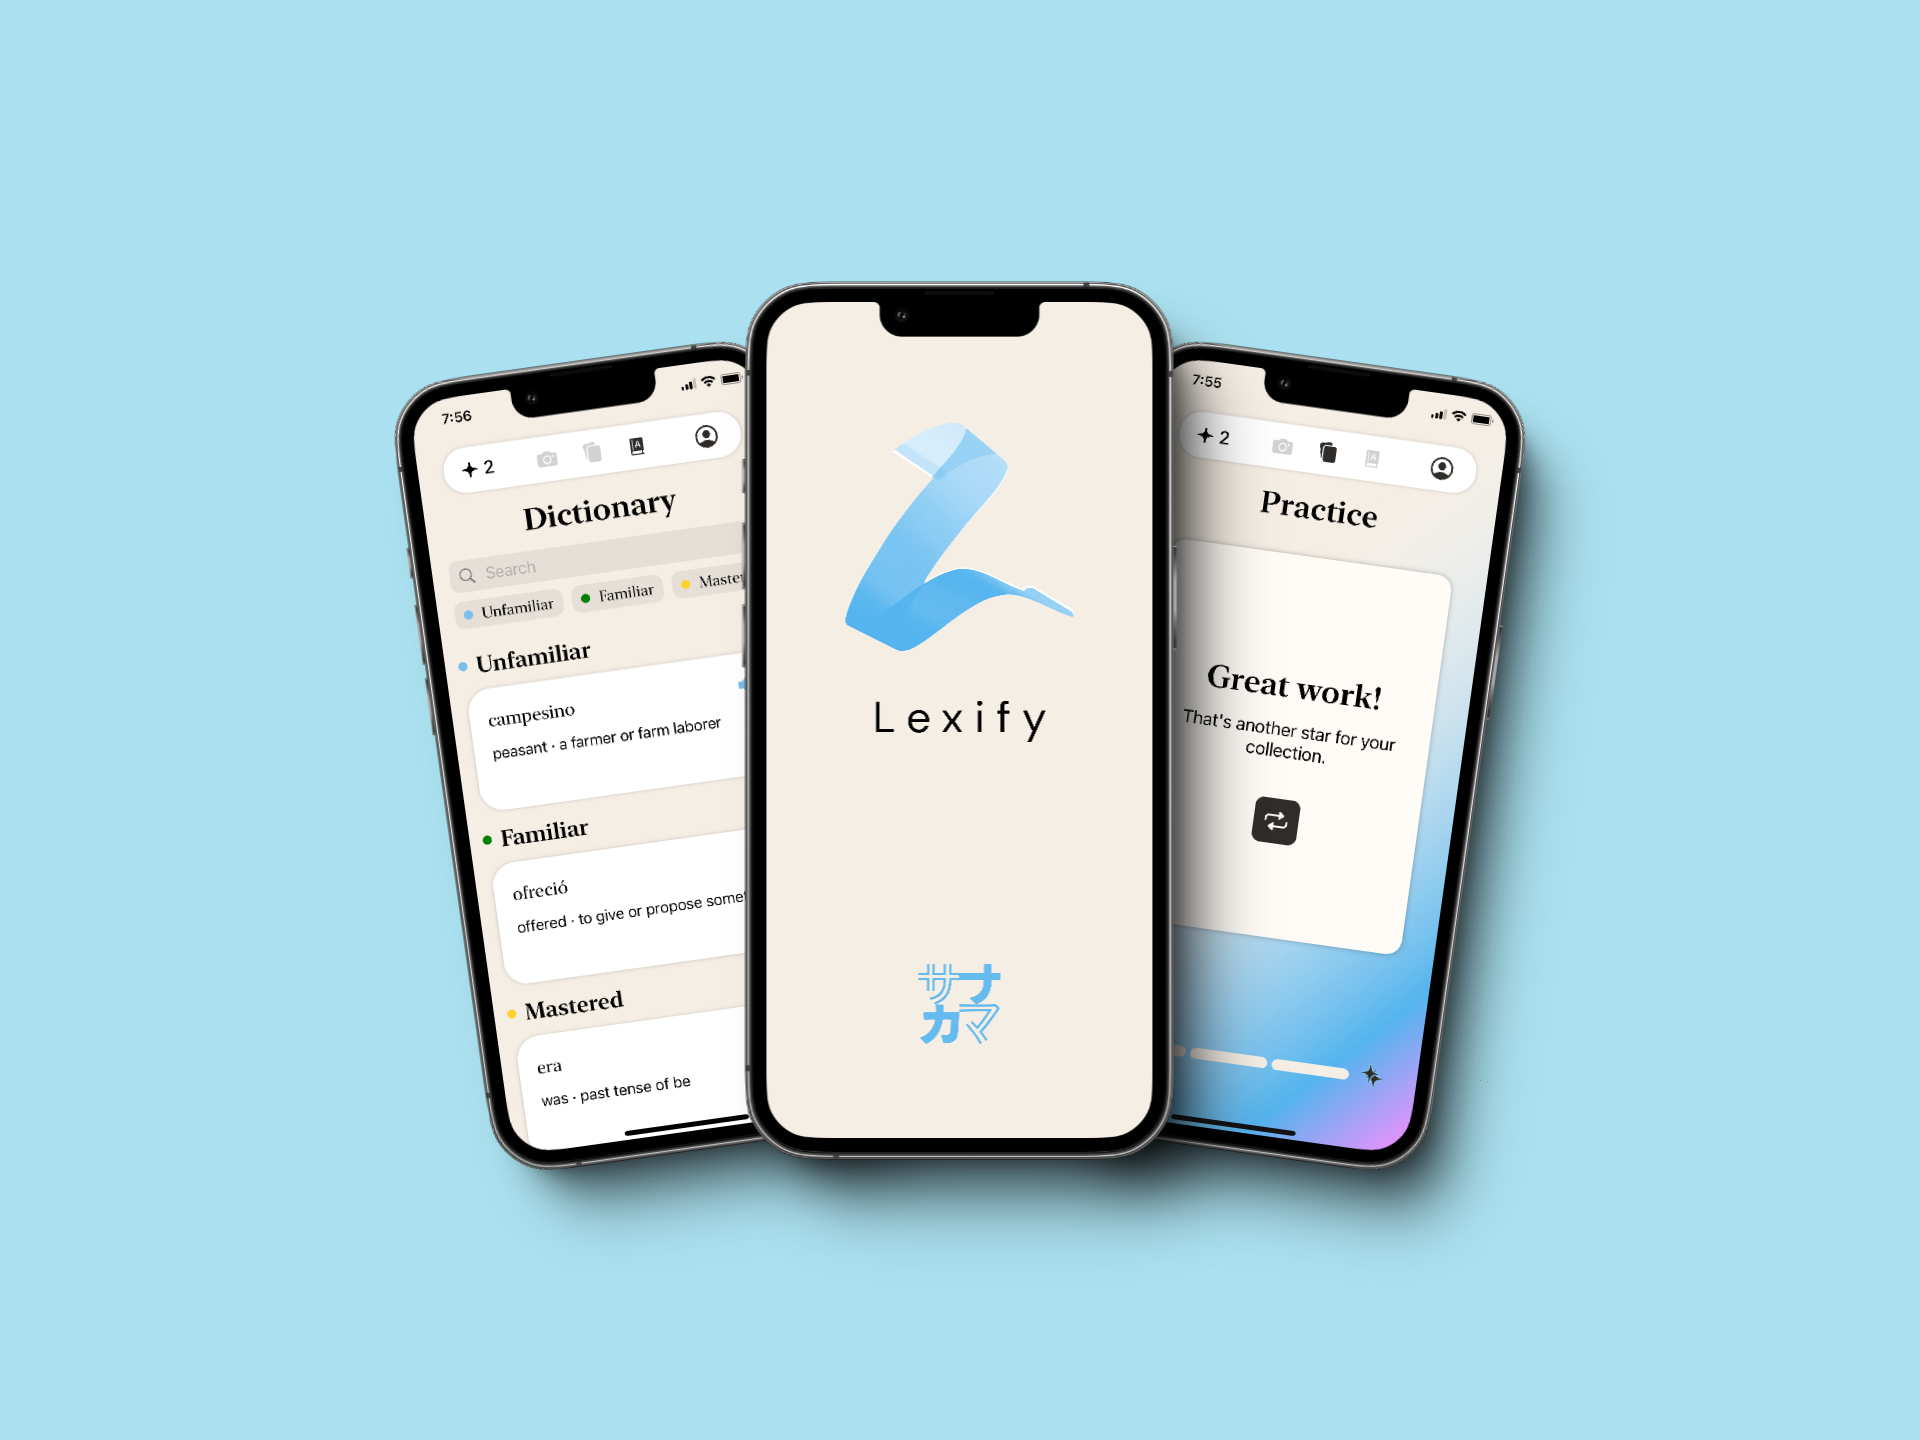 7:56
2
Dictionary
Search
Unfamiliar
Familiar
Unfamiliar
campesino
peasant · a farmer or farm laborer
Familiar
ofreció
offered · to give or propose
Mastered
era
was · past tense of be
Lexify
サナ
カマ
7:55
2
Practice
Great work!
That's another star for your
collection.